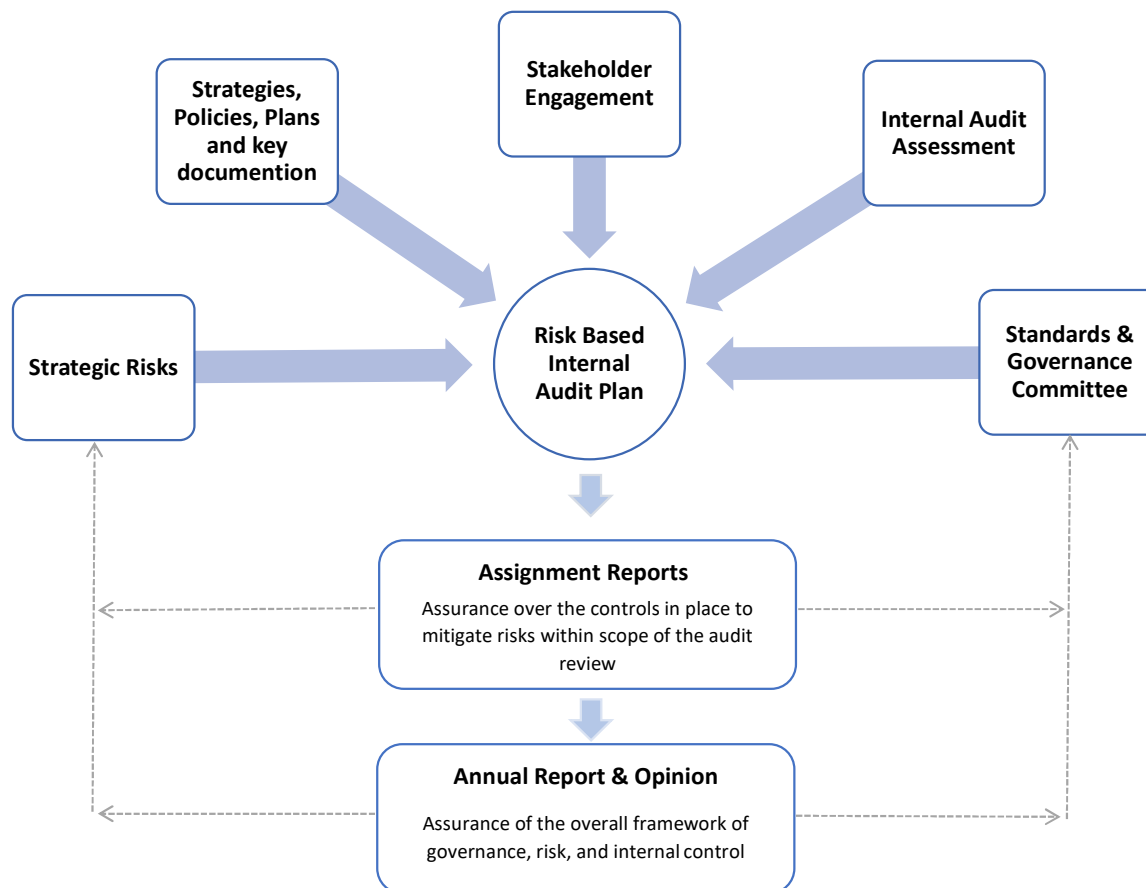 Stakeholder
Engagement
Strategies,
Policies, Plans
and key
documention
Internal Audit
Assessment
Strategic Risks
Risk Based
Internal
Audit Plan
Standards &
Governance
Committee
Assignment Reports
Assurance over the controls in place to
mitigate risks within scope of the audit
review
Annual Report & Opinion
Assurance of the overall framework of
governance, risk, and internal control